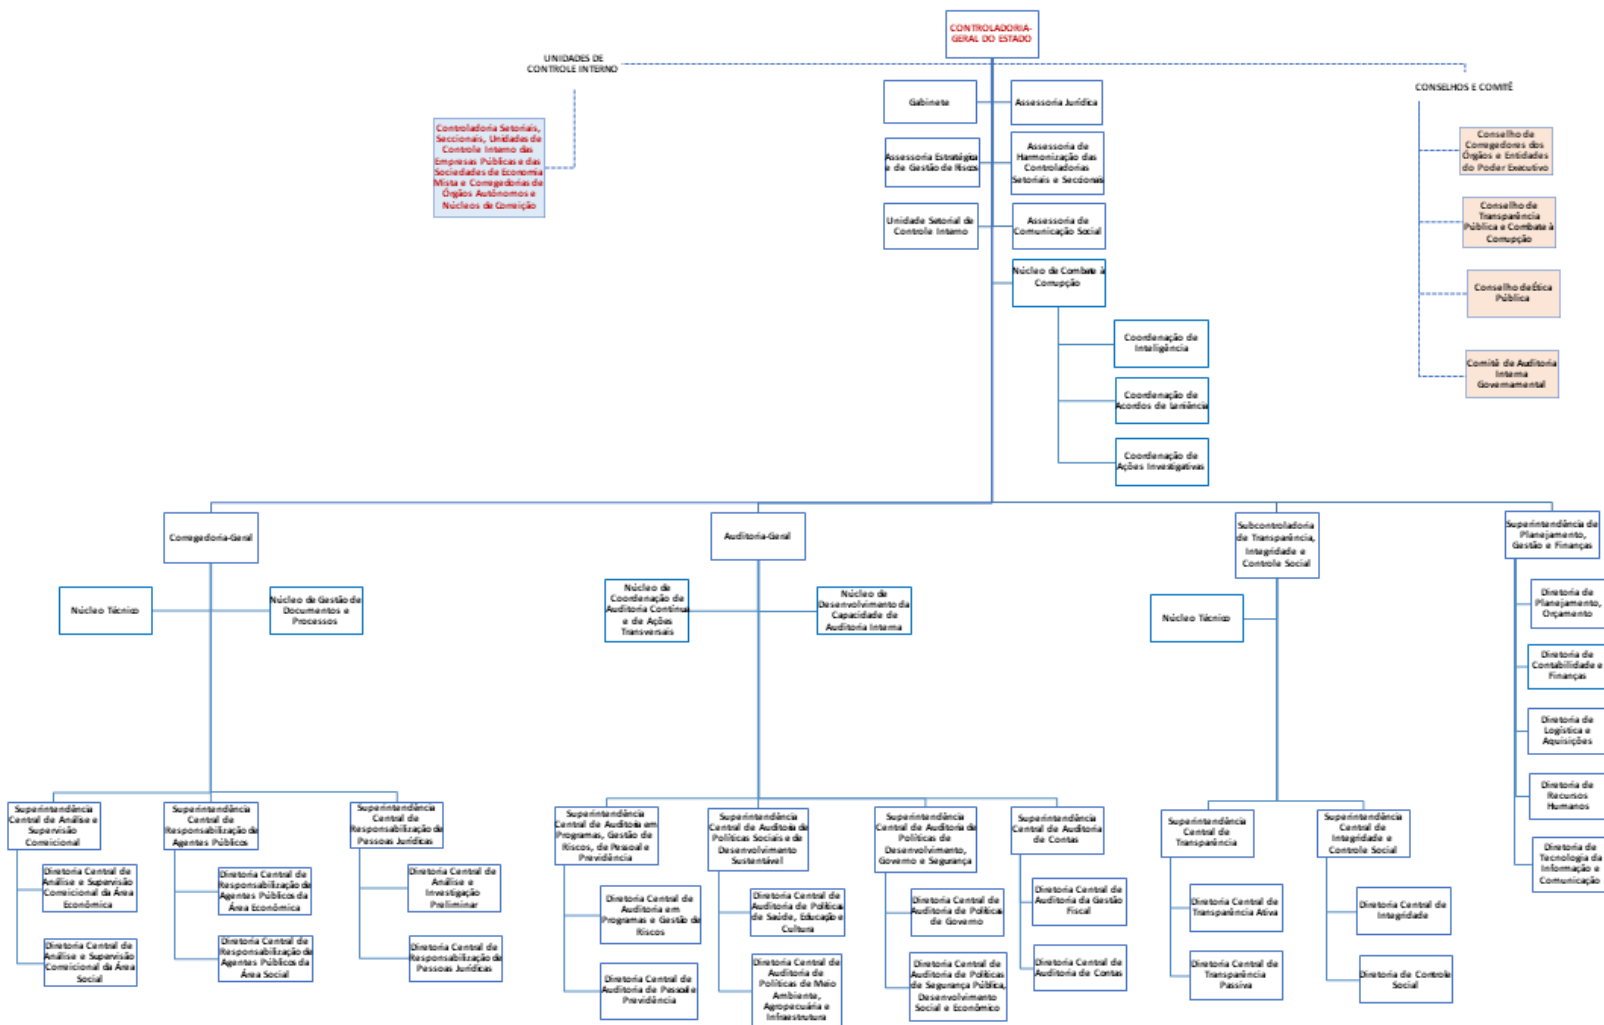 CONTROLADORIA-
GERAL DO ESTADO
UNIDADES DE
CONTROLE INTERNO
CONSELHOS E COMITÊ
Controladoria Setoriais,
Seccionais, Unidades de
Controle Interno das
Empresas Públicas e das
Sociedades de Economia
Mista e Corregedorias de
Órgãos Autônomos e
Núcleos de Correição
Gabinete
Assessoria Jurídica
Assessoria Estratégica
e de Gestão de Riscos
Assessoria de
Harmonização das
Controladorias
Setoriais e Seccionais
Unidade Setorial de
Controle Interno
Assessoria de
Comunicação Social
Núcleo de Combate à
Corrupção
Coordenação de
Inteligência
Coordenação de
Acordos de Leniência
Coordenação de
Ações Investigativas
Conselho de
Corregedores dos
Órgãos e Entidades
do Poder Executivo
Conselho de
Transparência
Pública e Combate à
Corrupção
Conselho de Ética
Pública
Comitê de Auditoria
Interna
Governamental
Corregedoria-Geral
Auditoria-Geral
Subcontroladoria
de Transparência,
Integridade e
Controle Social
Superintendência de
Planejamento,
Gestão e Finanças
Núcleo Técnico
Núcleo de Gestão de
Documentos e
Processos
Núcleo de
Coordenação de
Auditoria Contínua
e de Ações
Transversais
Núcleo de
Desenvolvimento da
Capacidade de
Auditoria Interna
Núcleo Técnico
Diretoria de
Planejamento,
Orçamento
Diretoria de
Contabilidade e
Finanças
Diretoria de
Logística e
Aquisições
Diretoria de
Recursos
Humanos
Diretoria de
Tecnologia da
Informação e
Comunicação
Superintendência
Central de Análise e
Supervisão
Correicional
Diretoria Central de
Análise e Supervisão
Correicional da Área
Econômica
Diretoria Central de
Análise e Supervisão
Correicional da Área
Social
Superintendência
Central de
Responsabilização de
Agentes Públicos
Diretoria Central de
Responsabilização de
Agentes Públicos da
Área Econômica
Diretoria Central de
Responsabilização de
Agentes Públicos da
Área Social
Superintendência
Central de
Responsabilização de
Pessoas Jurídicas
Diretoria Central de
Análise e
Investigação
Preliminar
Diretoria Central de
Responsabilização de
Pessoas Jurídicas
Superintendência
Central de Auditoria em
Programas, Gestão de
Riscos, de Pessoal e
Previdência
Diretoria Central de
Auditoria em
Programas e Gestão de
Riscos
Diretoria Central de
Auditoria de Pessoal e
Previdência
Superintendência
Central de Auditoria de
Políticas Sociais e de
Desenvolvimento
Sustentável
Diretoria Central de
Auditoria de Políticas
de Saúde, Educação e
Cultura
Diretoria Central de
Auditoria de
Políticas de Meio
Ambiente,
Agropecuária e
Infraestrutura
Superintendência
Central de Auditoria de
Políticas de
Desenvolvimento,
Governo e Segurança
Diretoria Central de
Auditoria de Políticas
de Governo
Diretoria Central de
Auditoria de Políticas
de Segurança Pública,
Desenvolvimento
Social e Econômico
Superintendência
Central de Auditoria
de Contas
Diretoria Central de
Auditoria da Gestão
Fiscal
Diretoria Central de
Auditoria de Contas
Superintendência
Central de
Transparência
Diretoria Central de
Transparência Ativa
Diretoria Central de
Transparência
Passiva
Superintendência
Central de
Integridade e
Controle Social
Diretoria Central de
Integridade
Diretoria de Controle
Social